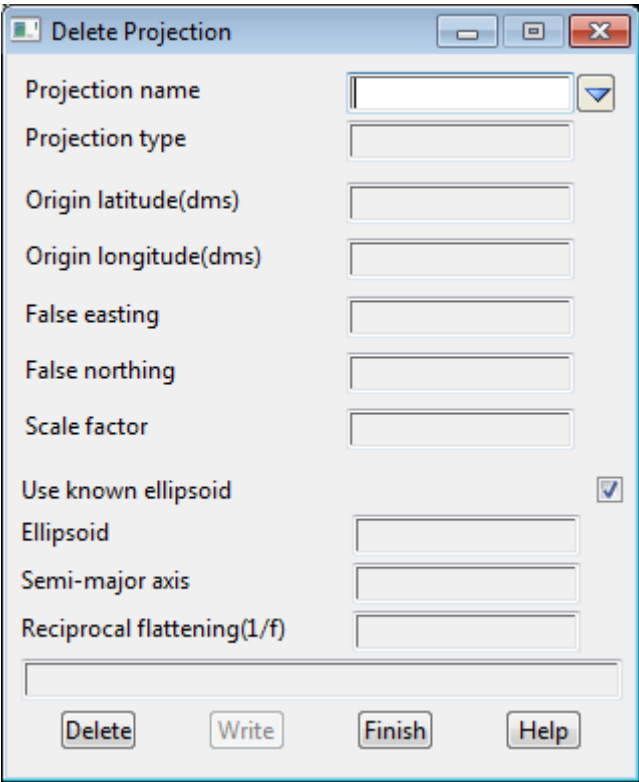 Delete Projection
Projection name
Projection type
Origin latitude(dms)
Origin longitude(dms)
False easting
False northing
Scale factor
Use known ellipsoid
Ellipsoid
Semi-major axis
Reciprocal flattening(1/f)
Delete Write Finish Help